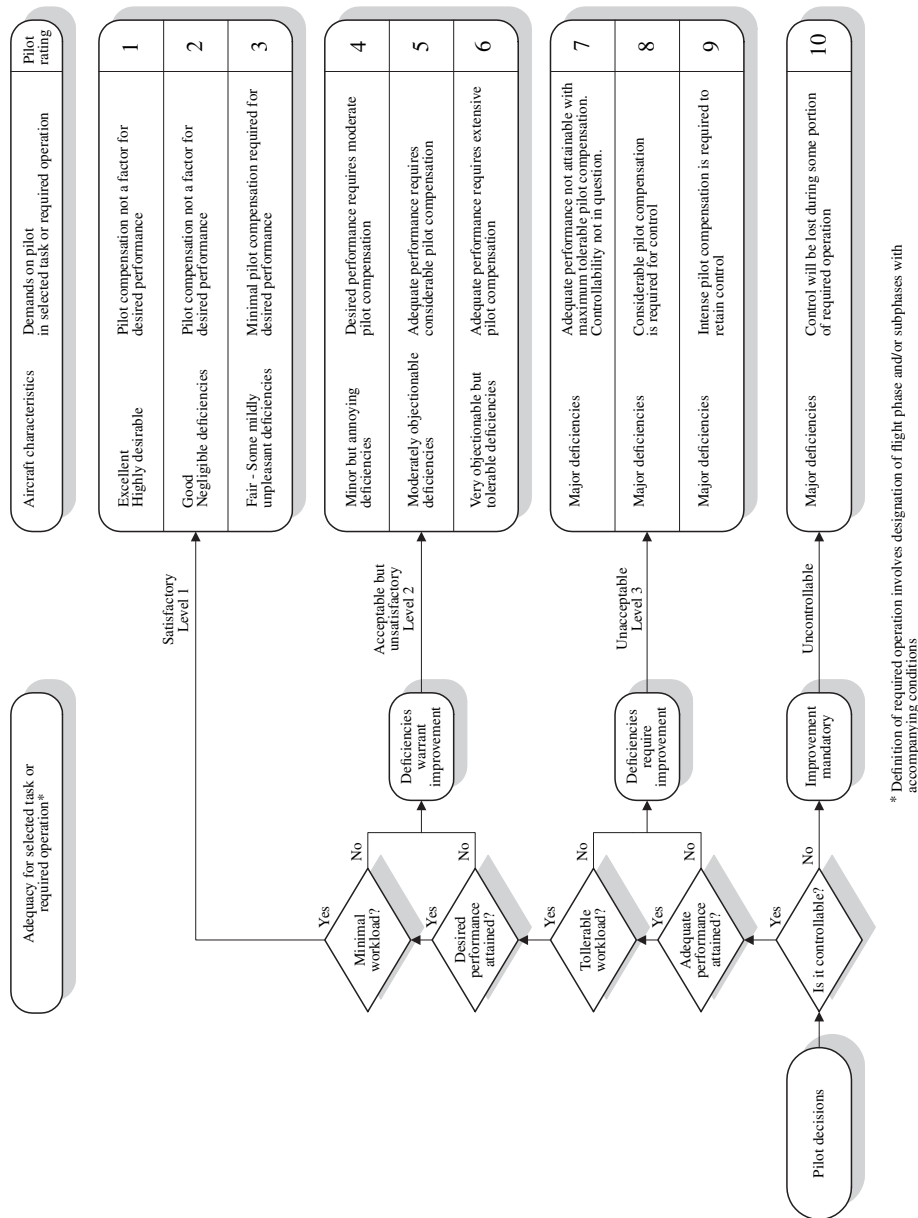 Adequacy for selected task or
required operation*
Aircraft characteristics
Demands on pilot
in selected task or required operation
Pilot
rating
Excellent
Highly desirable
Pilot compensation not a factor for
desired performance
1
Good
Negligible deficiencies
Pilot compensation not a factor for
desired performance
2
Fair - Some mildly
unpleasant deficiencies
Minimal pilot compensation required for
desired performance
3
Satisfactory
Level 1
Yes
Minimal
workload?
No
Yes
Desired
performance
attained?
No
Deficiencies
warrant
improvement
Acceptable but
unsatisfactory
Level 2
Minor but annoying
deficiencies
Desired performance requires moderate
pilot compensation
4
Moderately objectionable
deficiencies
Adequate performance requires
considerable pilot compensation
5
Very objectionable but
tolerable deficiencies
Adequate performance requires extensive
pilot compensation
6
Yes
Tollerable
workload?
No
Yes
Adequate
performance
attained?
No
Deficiencies
require
improvement
Unacceptable
Level 3
Major deficiencies
Adequate performance not attainable with
maximum tolerable pilot compensation.
Controllability not in question.
7
Major deficiencies
Considerable pilot compensation
is required for control
8
Major deficiencies
Intense pilot compensation is required to
retain control
9
Yes
Is it controllable?
No
Improvement
mandatory
Uncontrollable
Major deficiencies
Control will be lost during some portion
of required operation
10
Pilot decisions
* Definition of required operation involves designation of flight phase and/or subphases with
accompanying conditions